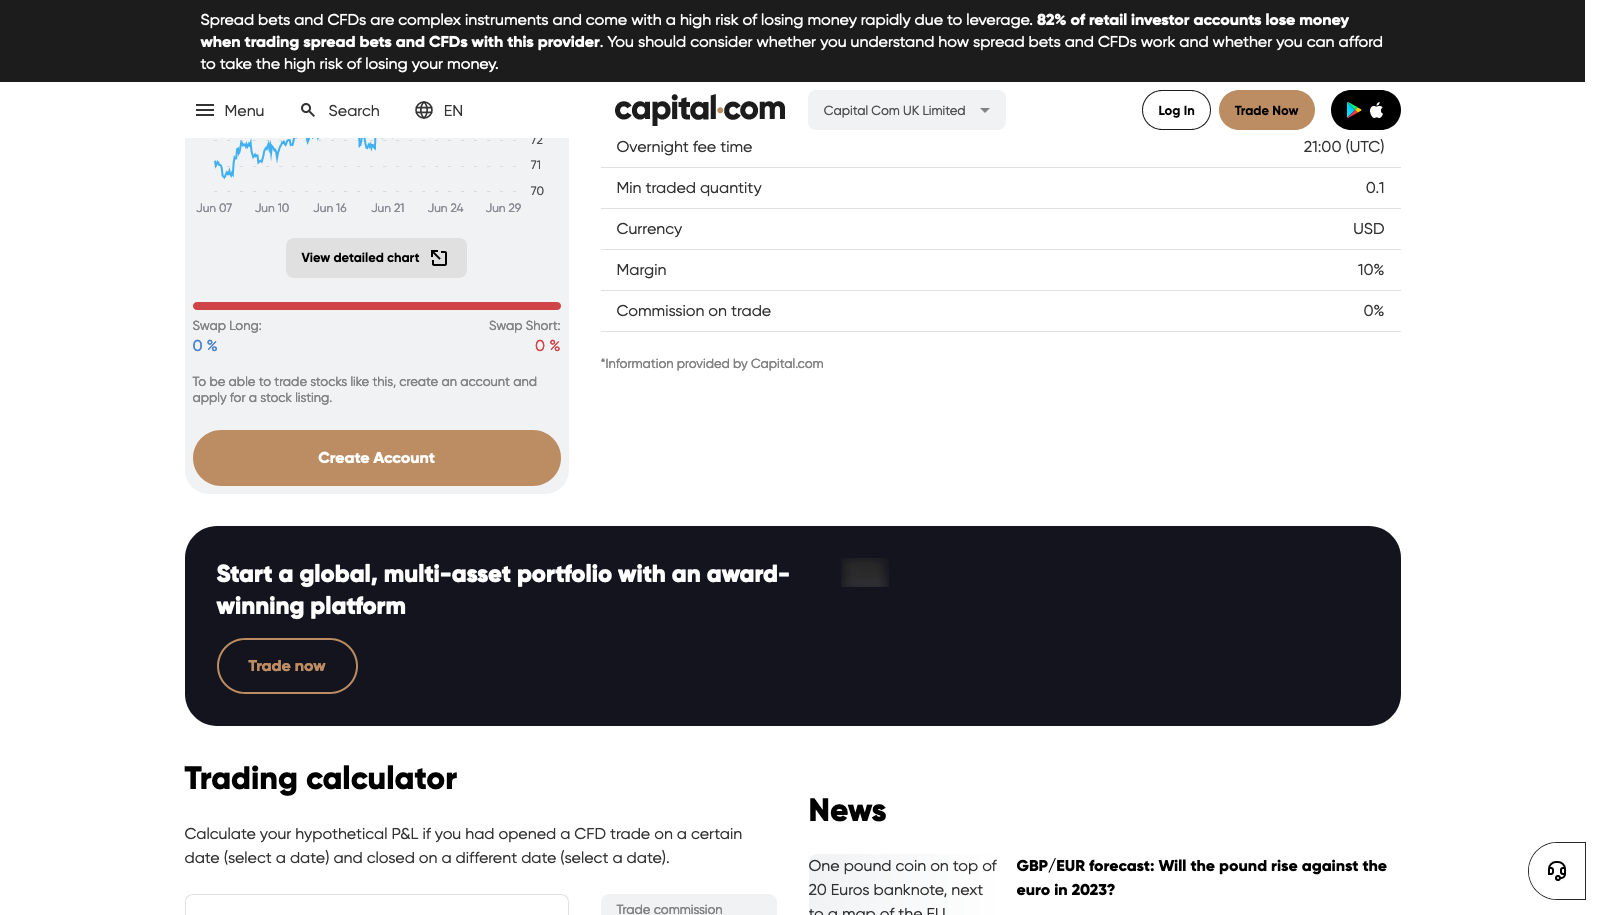 Spread bets and CFDs are complex instruments and come with a high risk of losing money rapidly due to leverage. 82% of retail investor accounts lose money
when trading spread bets and CFDs with this provider. You should consider whether you understand how spread bets and CFDs work and whether you can afford
to take the high risk of losing your money.
Menu
Search
EN
capital.com
Capital Com UK Limited
Log In
Trade Now
72
71
70
Jun 07
Jun 10
Jun 16
Jun 21
Jun 24
Jun 29
View detailed chart
Swap Long:
Swap Short:
0 %
0 %
To be able to trade stocks like this, create an account and
apply for a stock listing.
Create Account
Overnight fee time
21:00 (UTC)
Min traded quantity
0.1
Currency
USD
Margin
10%
Commission on trade
0%
*Information provided by Capital.com
Start a global, multi-asset portfolio with an award-
winning platform
Trade now
Trading calculator
Calculate your hypothetical P&L if you had opened a CFD trade on a certain
date (select a date) and closed on a different date (select a date).
Trade commission
News
One pound coin on top of
20 Euros banknote, next
to a map of the EU
GBP/EUR forecast: Will the pound rise against the
euro in 2023?